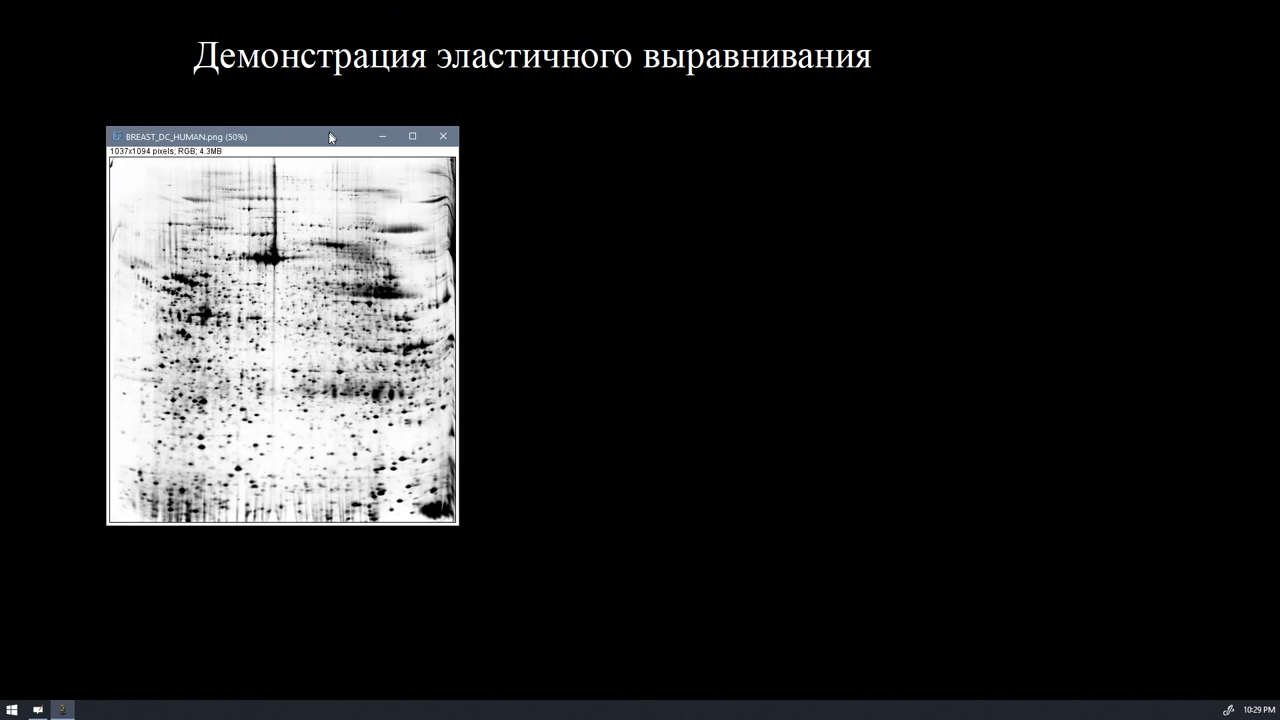 Демонстрация эластичного выравнивания
BREAST_DC_HUMAN.png (50%)
1037x1094 pixels; RGB; 4.3MB
10:29 PM